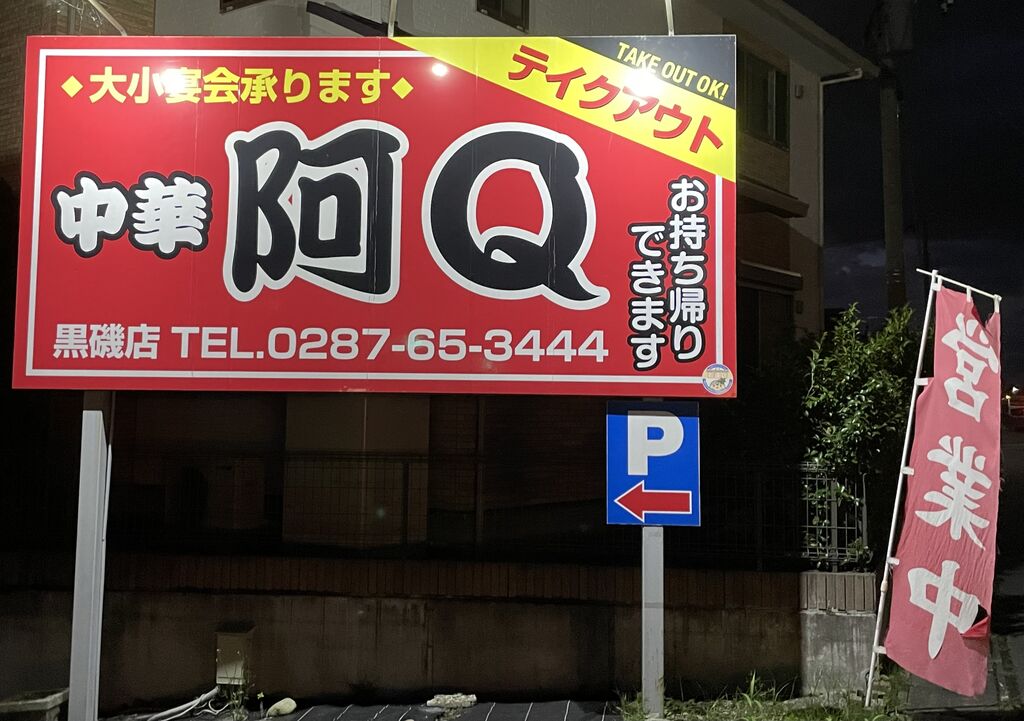 ◆大小宴会承ります◆
TAKE OUT OK!
テイクアウト
中華 阿Q
お持ち帰り
できます
黒磯店 TEL.0287-65-3444
P
営業中